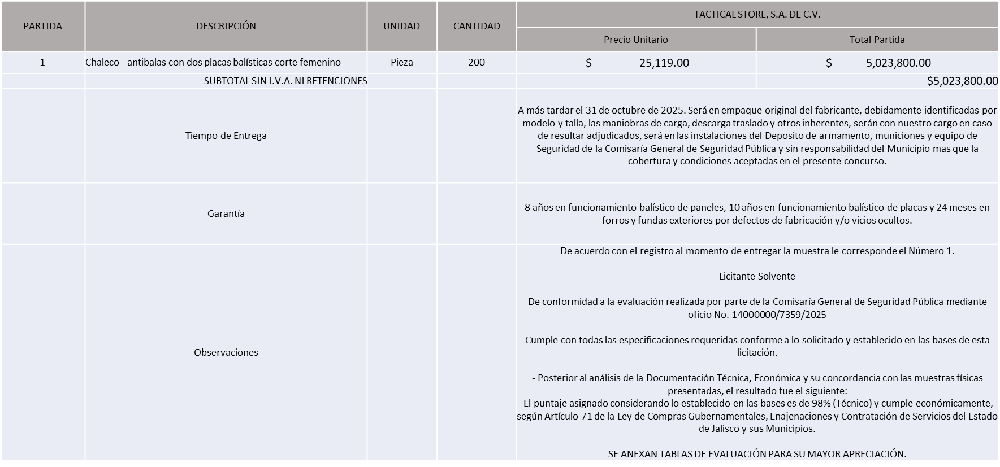 PARTIDA
DESCRIPCIÓN
UNIDAD
CANTIDAD
TACTICAL STORE, S.A. DE C.V.
Precio Unitario
Total Partida
1
Chaleco - antibalas con dos placas balísticas corte femenino
Pieza
200
$ 25,119.00
$ 5,023,800.00
SUBTOTAL SIN I.V.A. NI RETENCIONES
$5,023,800.00
Tiempo de Entrega
A más tardar el 31 de octubre de 2025. Será en empaque original del fabricante, debidamente identificadas por
modelo y talla, las maniobras de carga, descarga traslado y otros inherentes, serán con nuestro cargo en caso
de resultar adjudicados, será en las instalaciones del Deposito de armamento, municiones y equipo de
Seguridad de la Comisaría General de Seguridad Pública y sin responsabilidad del Municipio mas que la
cobertura y condiciones aceptadas en el presente concurso.
Garantía
8 años en funcionamiento balístico de paneles, 10 años en funcionamiento balístico de placas y 24 meses en
forros y fundas exteriores por defectos de fabricación y/o vicios ocultos.
Observaciones
De acuerdo con el registro al momento de entregar la muestra le corresponde el Número 1.
Licitante Solvente
De conformidad a la evaluación realizada por parte de la Comisaría General de Seguridad Pública mediante
oficio No. 14000000/7359/2025
Cumple con todas las especificaciones requeridas conforme a lo solicitado y establecido en las bases de esta
licitación.
- Posterior al análisis de la Documentación Técnica, Económica y su concordancia con las muestras físicas
presentadas, el resultado fue el siguiente:
El puntaje asignado considerando lo establecido en las bases es de 98% (Técnico) y cumple económicamente,
según Artículo 71 de la Ley de Compras Gubernamentales, Enajenaciones y Contratación de Servicios del Estado
de Jalisco y sus Municipios.
SE ANEXAN TABLAS DE EVALUACIÓN PARA SU MAYOR APRECIACIÓN.